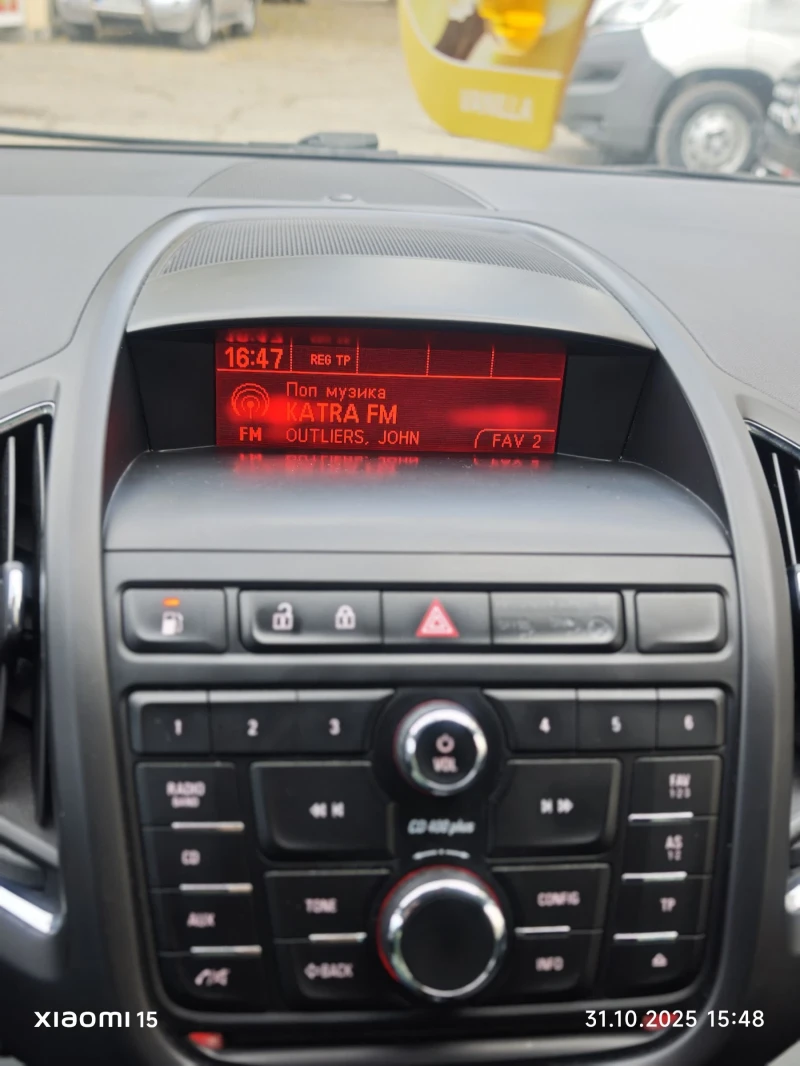 VANILLA
16:47 REG TP
Поп музика
KATRA FM
FM OUTLIERS, JOHN FAV 2
1 2 3 4 5 6
VOL
RADIO
BAND
FAV
1-2-3
CD 400 plus
CD
AS
1-2
TONE
CONFIG
AUX
TP
BACK
INFO
XIAOMI 15
31.10.2025 15:48